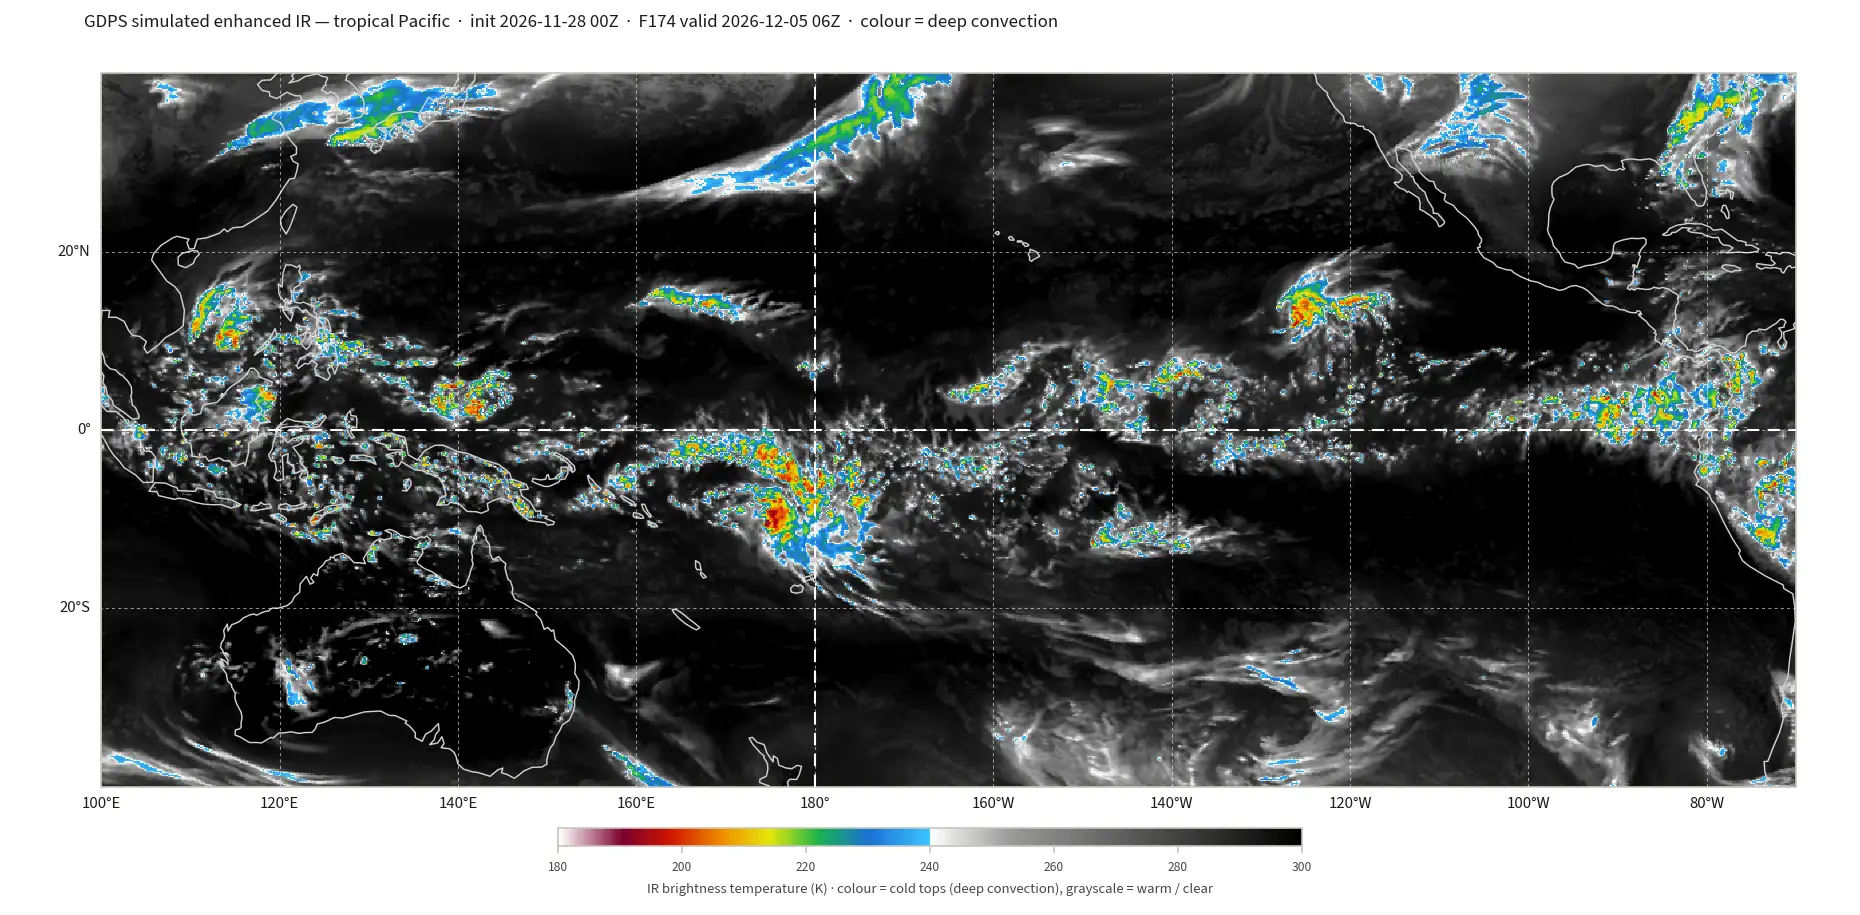 GDPS simulated enhanced IR — tropical Pacific · init 2026-11-28 00Z · F174 valid 2026-12-05 06Z · colour = deep convection
20°N
0°
20°S
100°E 120°E 140°E 160°E 180° 160°W 140°W 120°W 100°W 80°W
180 200 220 240 260 280 300
IR brightness temperature (K) · colour = cold tops (deep convection), grayscale = warm / clear